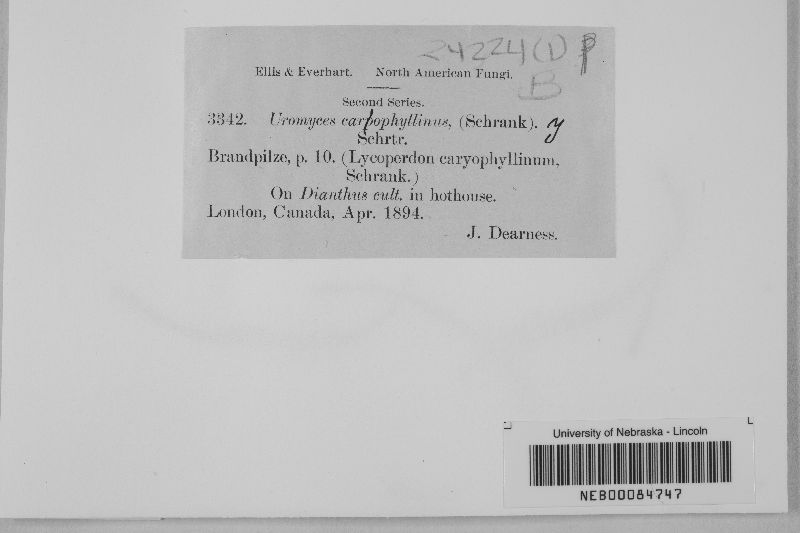 24224(1) p
Ellis & Everhart. North American Fungi.
B
Second Series.
3342. Uromyces carpophyllinus, (Schrank). y
Schrtr.
Brandpilze, p. 10. (Lycoperdon caryophyllinum,
Schrank.)
On Dianthus cult. in hothouse.
London, Canada, Apr. 1894.
J. Dearness.
University of Nebraska - Lincoln
NEB00084747